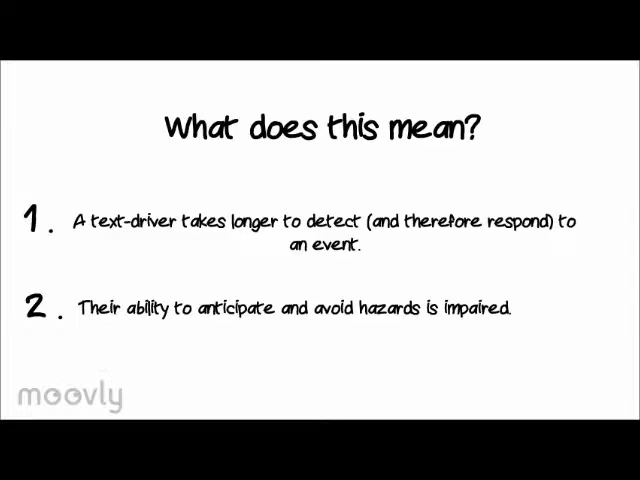 What does this mean?
1. A text-driver takes longer to detect (and therefore respond) to
an event.
2. Their ability to anticipate and avoid hazards is impaired.
moovly